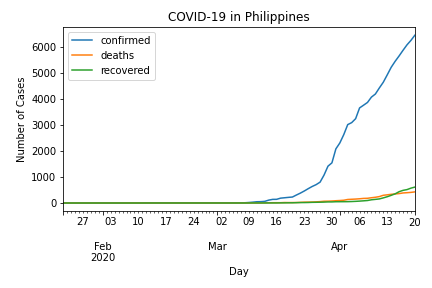 COVID-19 in Philippines
confirmed
deaths
recovered
Number of Cases
6000
5000
4000
3000
2000
1000
0
27 03 10 17 24 02 09 16 23 30 06 13 20
Feb Mar Apr
2020
Day